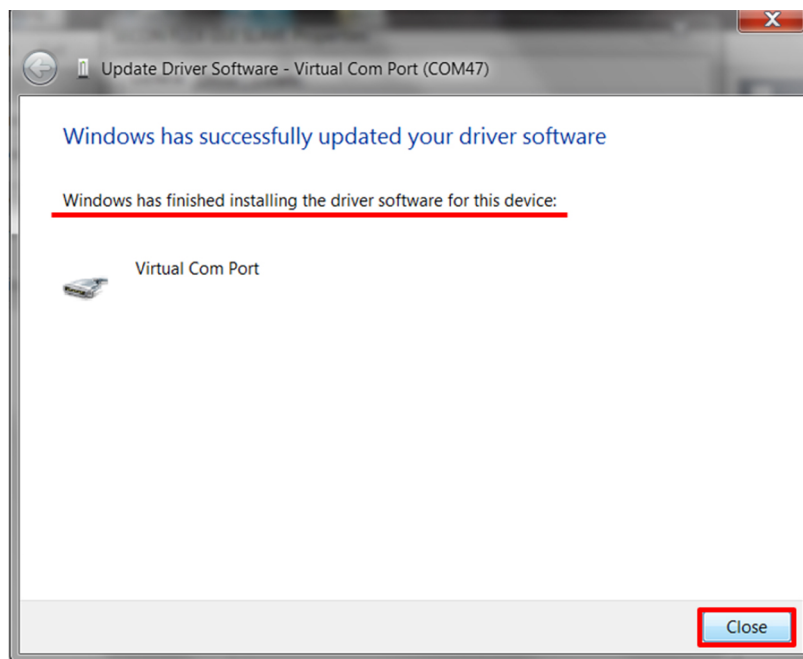 Update Driver Software - Virtual Com Port (COM47)
Windows has successfully updated your driver software
Windows has finished installing the driver software for this device:
Virtual Com Port
Close